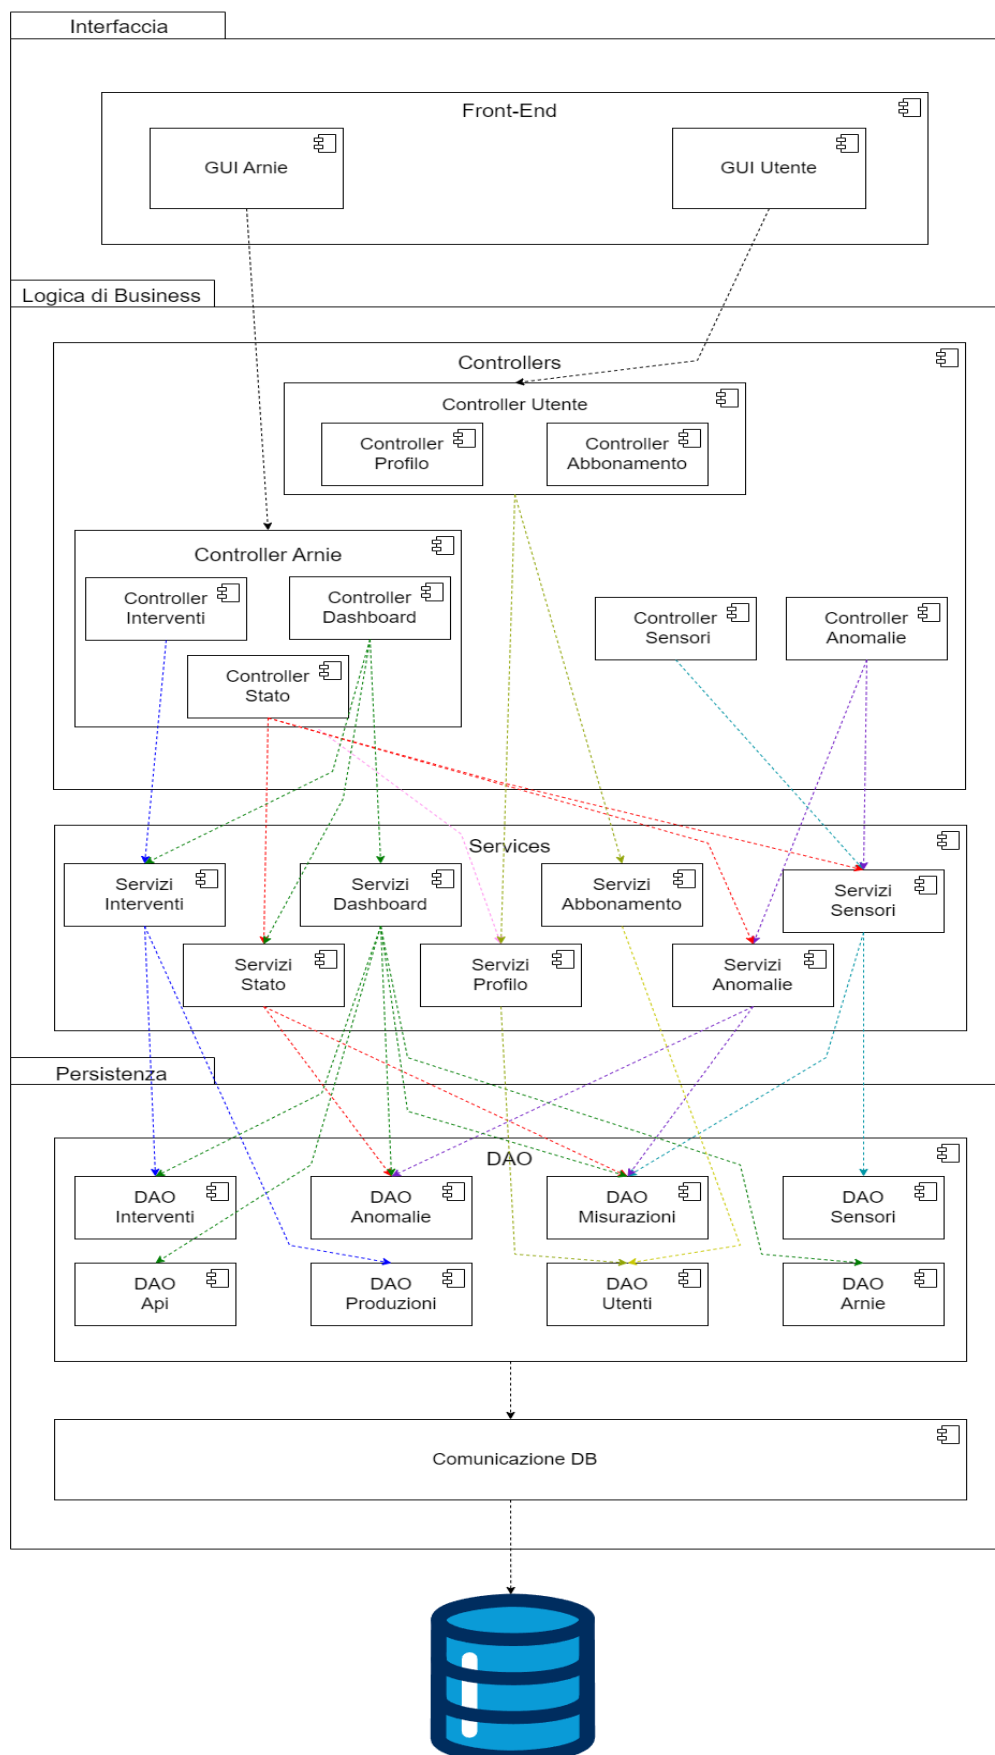 Interfaccia
Front-End
GUI Arnie
GUI Utente
Logica di Business
Controllers
Controller Utente
Controller
Profilo
Controller
Abbonamento
Controller Arnie
Controller
Interventi
Controller
Dashboard
Controller
Stato
Controller
Sensori
Controller
Anomalie
Services
Servizi
Interventi
Servizi
Dashboard
Servizi
Abbonamento
Servizi
Sensori
Servizi
Stato
Servizi
Profilo
Servizi
Anomalie
Persistenza
DAO
DAO
Interventi
DAO
Anomalie
DAO
Misurazioni
DAO
Sensori
DAO
Api
DAO
Produzioni
DAO
Utenti
DAO
Arnie
Comunicazione DB